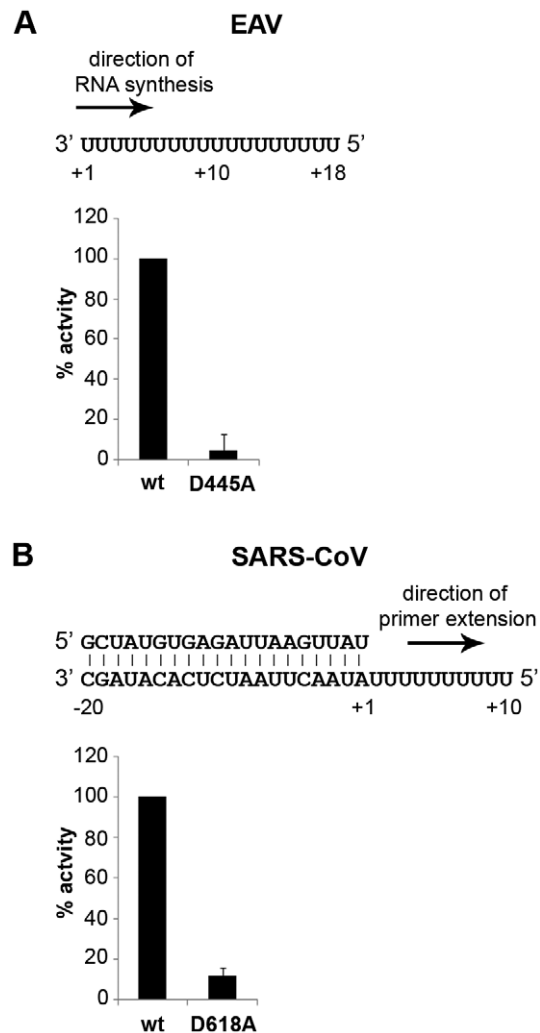 A
EAV
direction of
RNA synthesis
3’ UUUUUUUUUUUUUUUUUU 5’
+1 +10 +18
120
100
80
60
40
20
0
% actvity
wt D445A
B
SARS-CoV
direction of
primer extension
5’ GCUAUGUGAGAUUAAGUUAU
3’ CGAUACACUCUAAUUCAAUAUUUUUUUUUU 5’
-20 +1 +10
120
100
80
60
40
20
0
% actvity
wt D618A